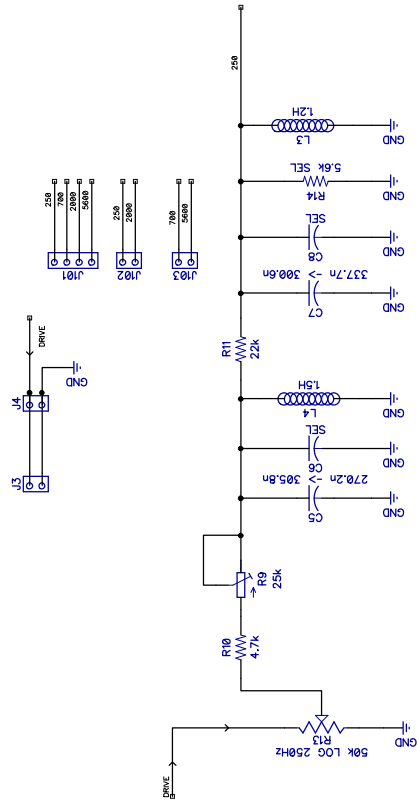 250
1.2H
L3
GND
5.6k SEL
R14
GND
SEL
C8
GND
337.7n -> 300.6n
C7
GND
R11
22k
1.5H
L4
GND
SEL
C6
GND
270.2n -> 305.8n
C5
GND
R9
25k
R10
4.7k
R13
50k LOG 250Hz
GND
DRIVE
250
700
2000
5600
J101
250
2000
J102
700
5600
J103
DRIVE
J4
GND
J3